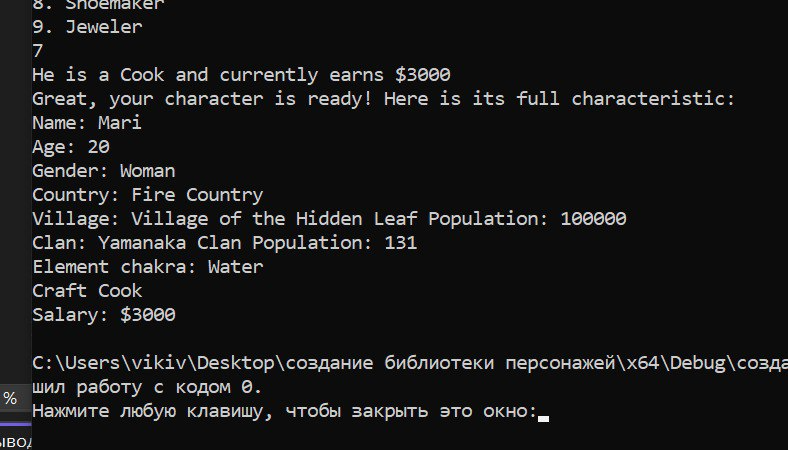 8. Shoemaker
9. Jeweler
7
He is a Cook and currently earns $3000
Great, your character is ready! Here is its full characteristic:
Name: Mari
Age: 20
Gender: Woman
Country: Fire Country
Village: Village of the Hidden Leaf Population: 100000
Clan: Yamanaka Clan Population: 131
Element chakra: Water
Craft Cook
Salary: $3000
C:\Users\vikiv\Desktop\создание библиотеки персонажей\x64\Debug\созда
шил работу с кодом 0.
%
Нажмите любую клавишу, чтобы закрыть это окно:
ывод